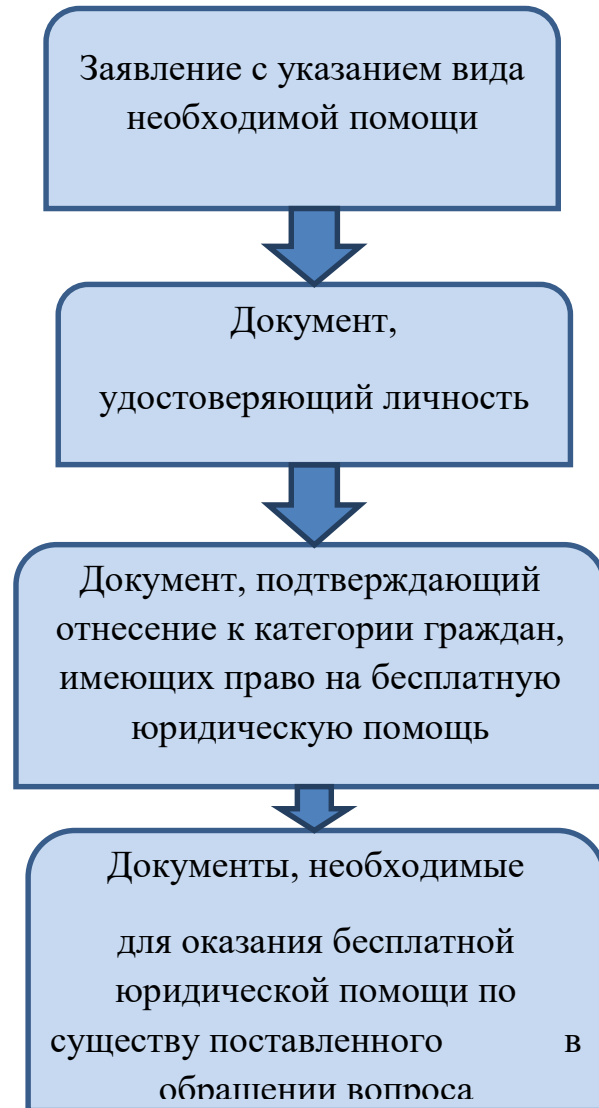 Заявление с указанием вида
необходимой помощи
Документ,
удостоверяющий личность
Документ, подтверждающий
отнесение к категории граждан,
имеющих право на бесплатную
юридическую помощь
Документы, необходимые
для оказания бесплатной
юридической помощи по
существу поставленного в
обращении вопроса